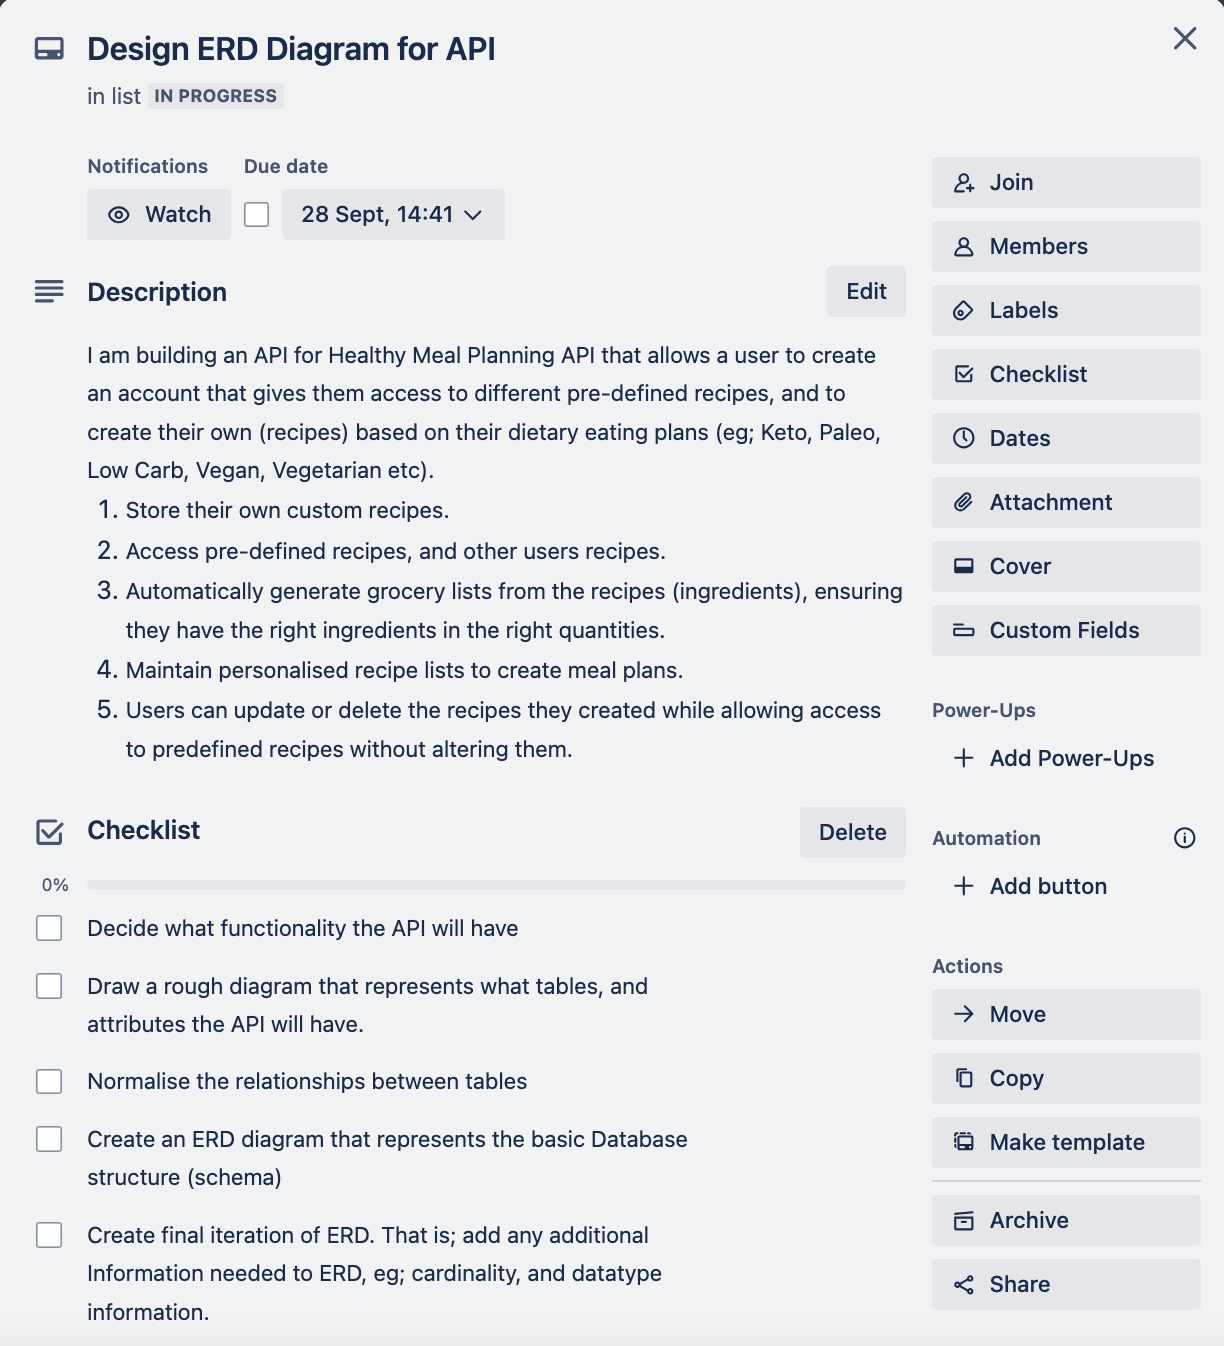 Design ERD Diagram for API
in list IN PROGRESS
Notifications
Due date
Watch
28 Sept, 14:41
Description
Edit
I am building an API for Healthy Meal Planning API that allows a user to create
an account that gives them access to different pre-defined recipes, and to
create their own (recipes) based on their dietary eating plans (eg; Keto, Paleo,
Low Carb, Vegan, Vegetarian etc).
1. Store their own custom recipes.
2. Access pre-defined recipes, and other users recipes.
3. Automatically generate grocery lists from the recipes (ingredients), ensuring
they have the right ingredients in the right quantities.
4. Maintain personalised recipe lists to create meal plans.
5. Users can update or delete the recipes they created while allowing access
to predefined recipes without altering them.
Checklist
Delete
0%
Decide what functionality the API will have
Draw a rough diagram that represents what tables, and
attributes the API will have.
Normalise the relationships between tables
Create an ERD diagram that represents the basic Database
structure (schema)
Create final iteration of ERD. That is; add any additional
Information needed to ERD, eg; cardinality, and datatype
information.
Join
Members
Labels
Checklist
Dates
Attachment
Cover
Custom Fields
Power-Ups
Add Power-Ups
Automation
Add button
Actions
Move
Copy
Make template
Archive
Share